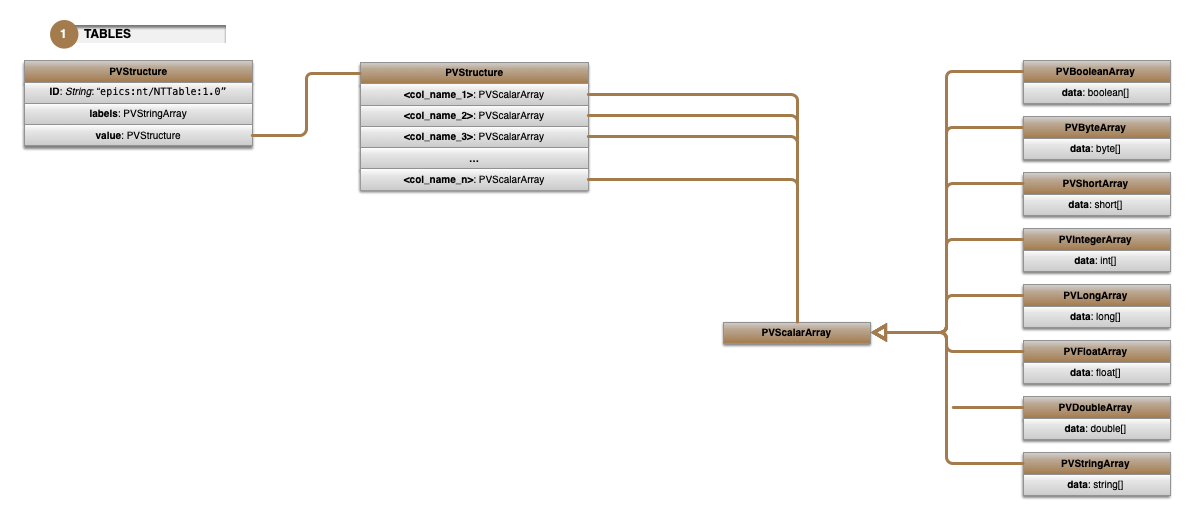 1 TABLES
PVStructure
ID: String: “epics:nt/NTTable:1.0”
labels: PVStringArray
value: PVStructure
PVStructure
<col_name_1>: PVScalarArray
<col_name_2>: PVScalarArray
<col_name_3>: PVScalarArray
...
<col_name_n>: PVScalarArray
PVScalarArray
PVBooleanArray
data: boolean[]
PVByteArray
data: byte[]
PVShortArray
data: short[]
PVIntegerArray
data: int[]
PVLongArray
data: long[]
PVFloatArray
data: float[]
PVDoubleArray
data: double[]
PVStringArray
data: string[]